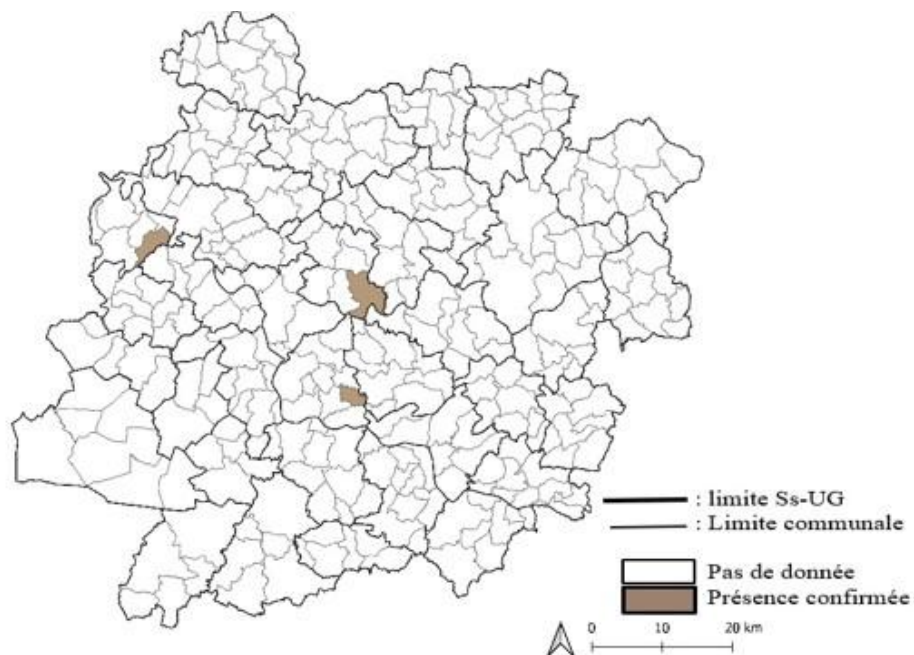 : limite Ss-UG
: Limite communale
Pas de donnée
Présence confirmée
0 10 20 km